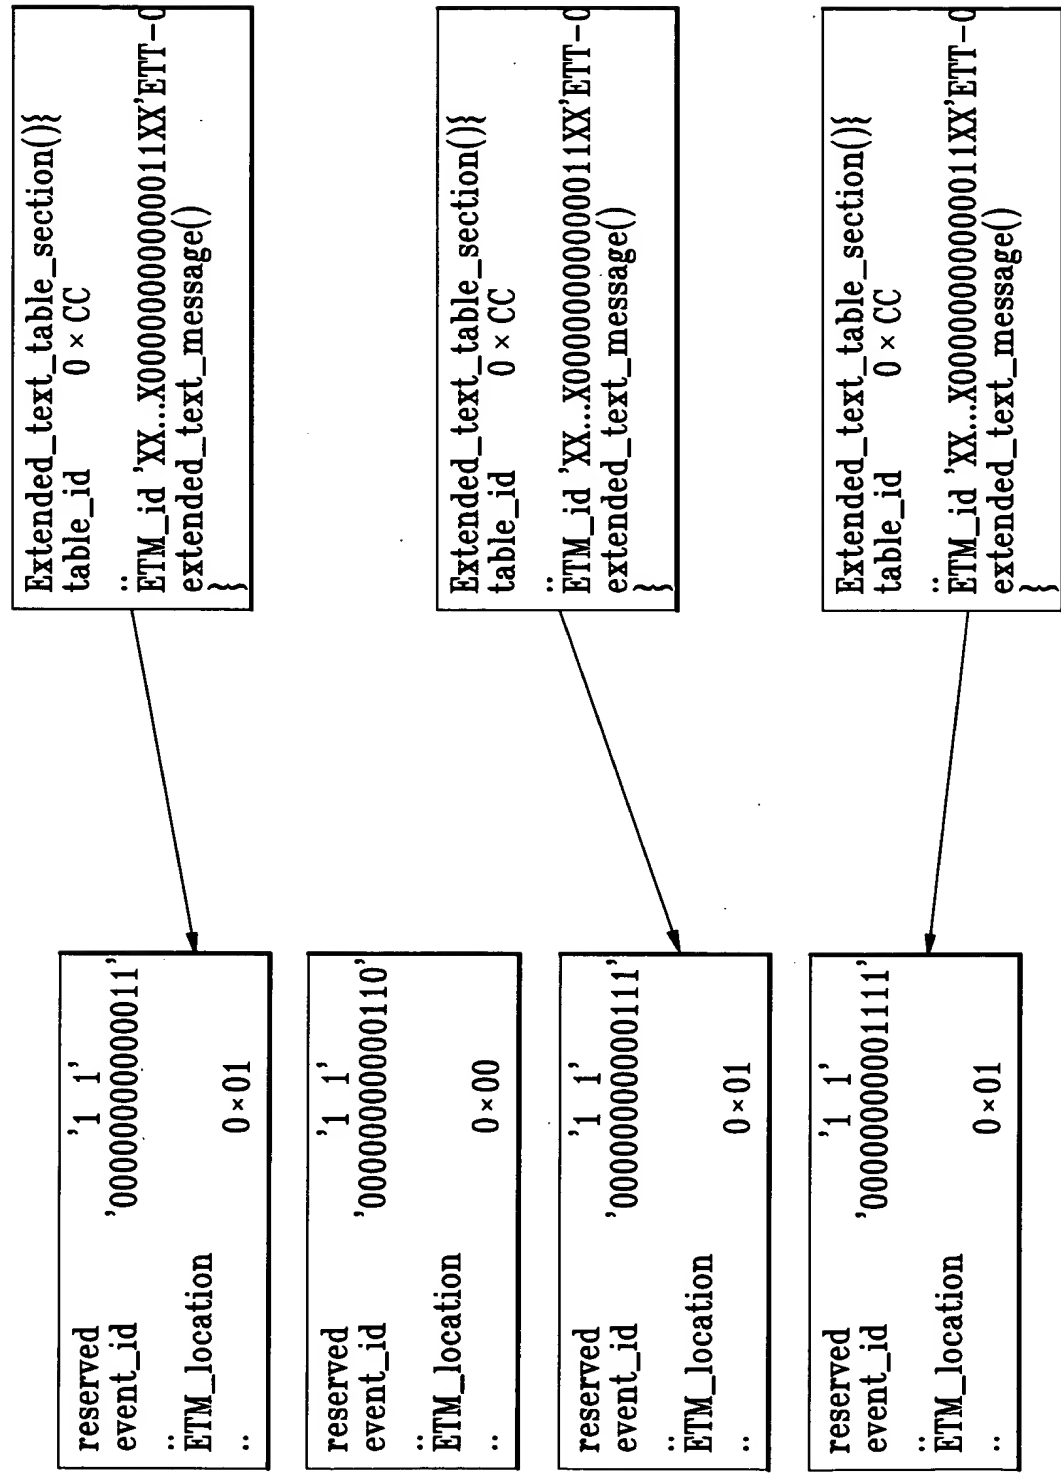 reserved '1 1'
event_id '00000000000011'
:
ETM_location 0×01
:
reserved '1 1'
event_id '00000000000110'
:
ETM_location 0×00
:
reserved '1 1'
event_id '00000000000111'
:
ETM_location 0×01
:
reserved '1 1'
event_id '00000000001111'
:
ETM_location 0×01
:
Extended_text_table_section(){
table_id 0×CC
:
ETM_id 'XX...X00000000000011XX'ETT-
extended_text_message()
}
Extended_text_table_section(){
table_id 0×CC
:
ETM_id 'XX...X00000000000011XX'ETT-
extended_text_message()
}
Extended_text_table_section(){
table_id 0×CC
:
ETM_id 'XX...X00000000000011XX'ETT-
extended_text_message()
}